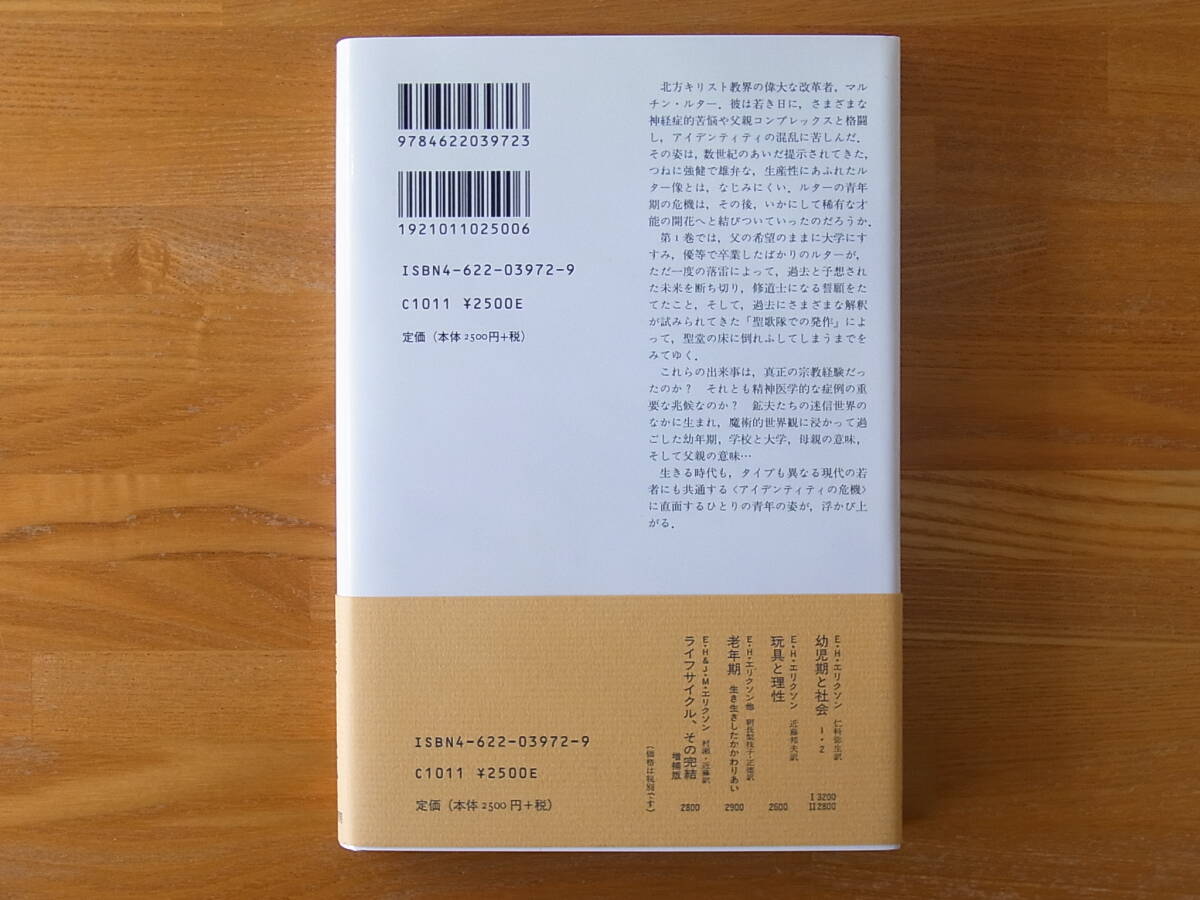 9784622039723
1921011025006
ISBN4-622-03972-9
C1011 ¥2500E
定価（本体2500円+税）
北方キリスト教界の偉大な改革者，マル
チン・ルター．彼は若き日に，さまざまな
神経症的苦悩や父親コンプレックスと格闘
し，アイデンティティの混乱に苦しんだ．
その姿は，数世紀のあいだ提示されてきた，
つねに強健で雄弁な，生産性にあふれたル
ター像とは，なじみにくい．ルターの青年
期の危機は，その後，いかにして稀有な才
能の開花へと結びついていったのだろうか．
第1巻では，父の希望のままに大学にす
すみ，優等で卒業したばかりのルターが，
ただ一度の落雷によって，過去と予想され
た未来を断ち切り，修道士になる誓願をた
てたこと，そして，過去にさまざまな解釈
が試みられてきた「聖歌隊での発作」によ
って，聖堂の床に倒れふしてしまうまでを
みてゆく．
これらの出来事は，真正の宗教経験だっ
たのか？　それとも精神医学的な症例の重
要な兆候なのか？　鉱夫たちの迷信世界の
なかに生まれ，魔術的世界観に浸かって過
ごした幼年期，学校と大学，母親の意味，
そして父親の意味…
生きる時代も，タイプも異なる現代の若
者にも共通する〈アイデンティティの危機〉
に直面するひとりの青年の姿が，浮かび上
がる．
E・H・エリクソン　仁科弥生訳
幼児期と社会　1・2
I 3200
II 2800
E・H・エリクソン　近藤邦夫訳
玩具と理性
2600
E・H・エリクソン他　朝長梨枝子・正徳訳
老年期　生き生きしたかかわりあい
2900
E・H&J・M・エリクソン　村瀬・近藤訳
ライフサイクル、その完結　増補版
2800
（価格は税別です）
ISBN4-622-03972-9
C1011 ¥2500E
定価（本体2500円+税）